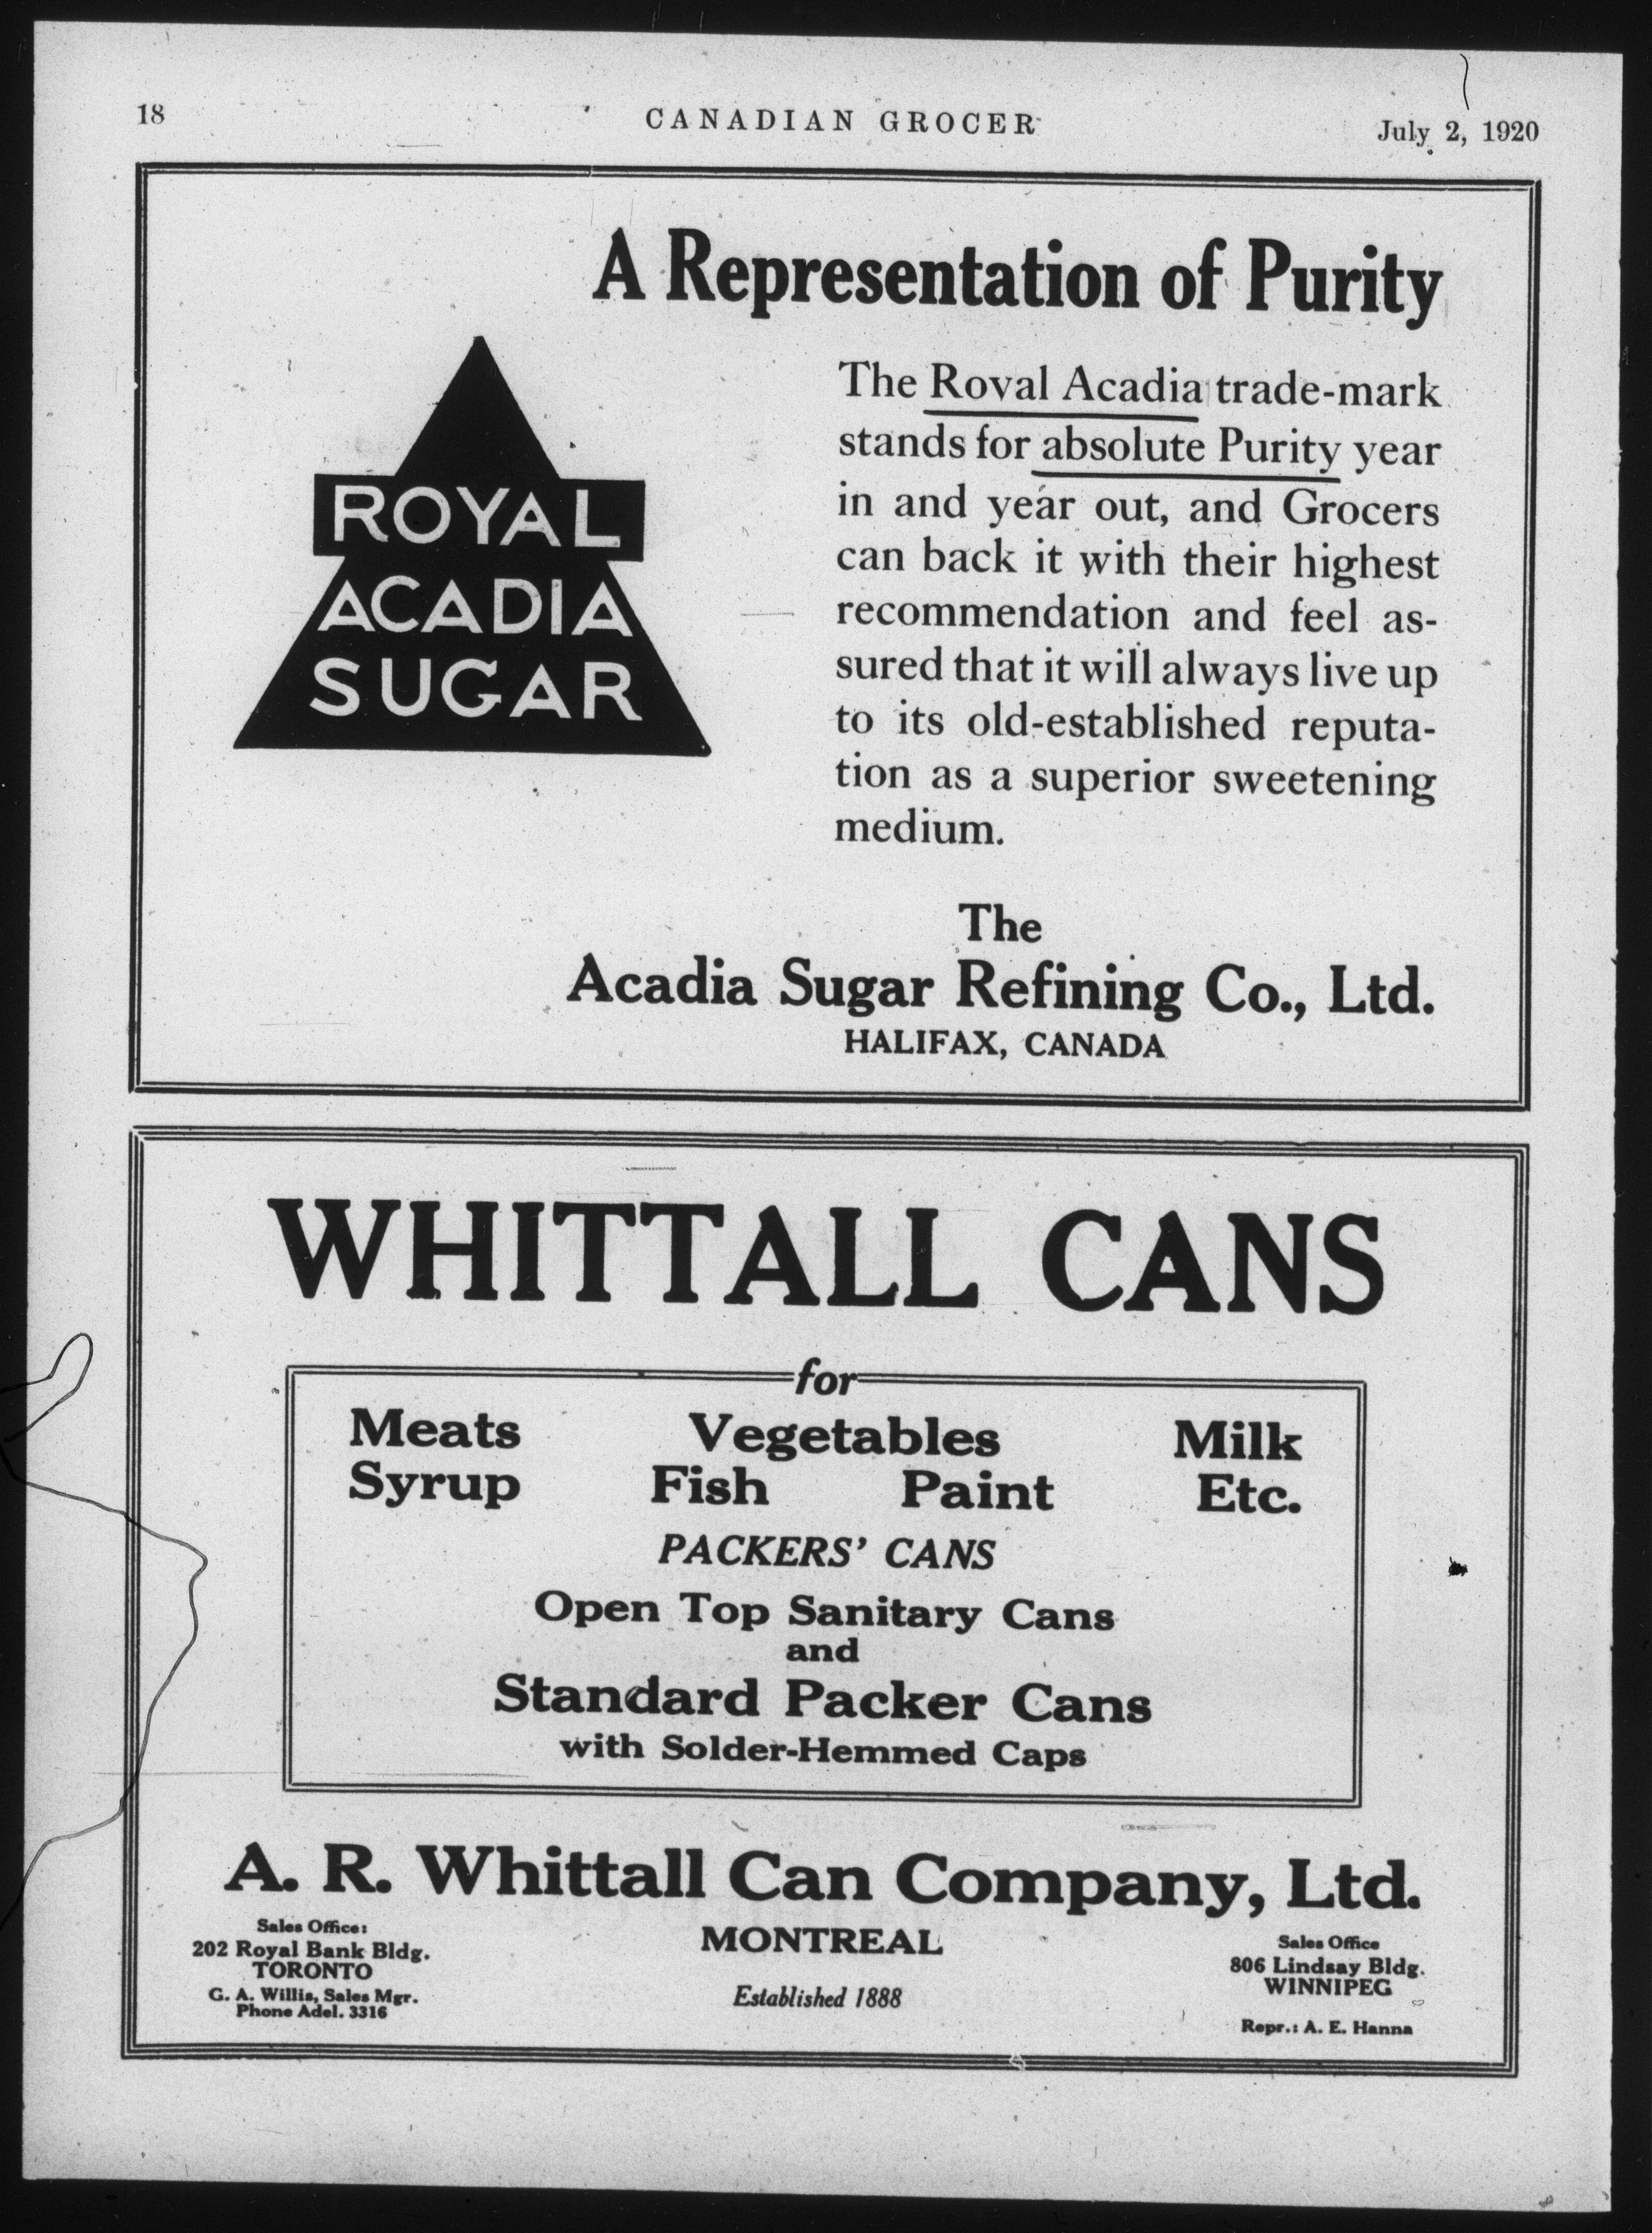 18
CANADIAN GROCER
July 2, 1920
A Representation of Purity
ROYAL
ACADIA
SUGAR
The Roval Acadia trade-mark
stands for absolute Purity year
in and year out, and Grocers
can back it with their highest
recommendation and feel as-
sured that it will always live up
to its old-established reputa-
tion as a superior sweetening
medium.
The
Acadia Sugar Refining Co., Ltd.
HALIFAX, CANADA
WHITTALL CANS
for
Meats Vegetables Milk
Syrup Fish Paint Etc.
PACKERS' CANS
Open Top Sanitary Cans
and
Standard Packer Cans
with Solder-Hemmed Caps
A. R. Whittall Can Company, Ltd.
Sales Office:
202 Royal Bank Bldg.
TORONTO
G. A. Willis, Sales Mgr.
Phone Adel. 3316
MONTREAL
Established 1888
Sales Office
806 Lindsay Bldg.
WINNIPEG
Repr.: A. E. Hanna